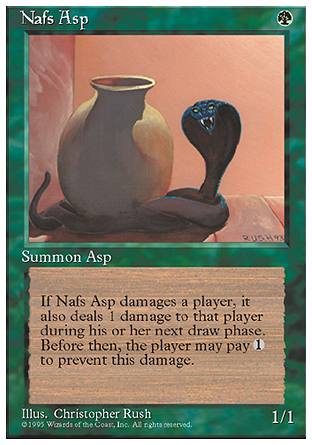 Nafs Asp
RUSH 93
Summon Asp
If Nafs Asp damages a player, it
also deals 1 damage to that player
during his or her next draw phase.
Before then, the player may pay 1
to prevent this damage.
Illus. Christopher Rush
1/1
©1995 Wizards of the Coast, Inc. All rights reserved.